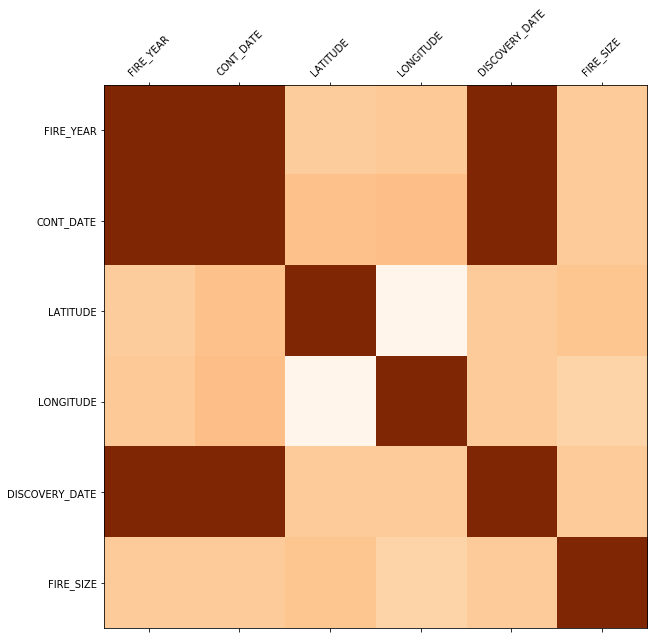 FIRE_YEAR
CONT_DATE
LATITUDE
LONGITUDE
DISCOVERY_DATE
FIRE_SIZE
FIRE_YEAR
CONT_DATE
LATITUDE
LONGITUDE
DISCOVERY_DATE
FIRE_SIZE